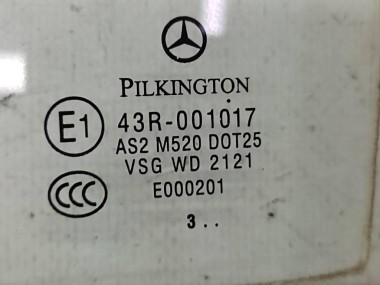 PILKINGTON
E1 43R-001017
AS2 M520 DOT25
VSG WD 2121
CCC E000201
3..